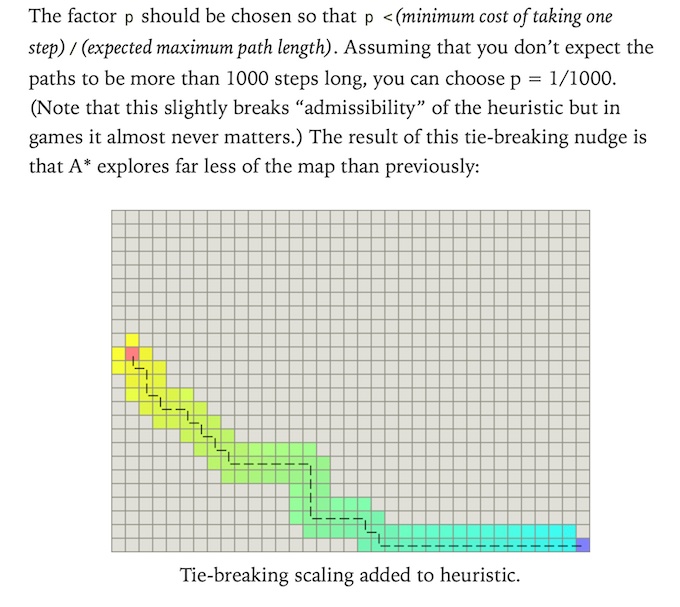 The factor p should be chosen so that p <(minimum cost of taking one
step) / (expected maximum path length). Assuming that you don’t expect the
paths to be more than 1000 steps long, you can choose p = 1/1000.
(Note that this slightly breaks “admissibility” of the heuristic but in
games it almost never matters.) The result of this tie-breaking nudge is
that A* explores far less of the map than previously:
Tie-breaking scaling added to heuristic.